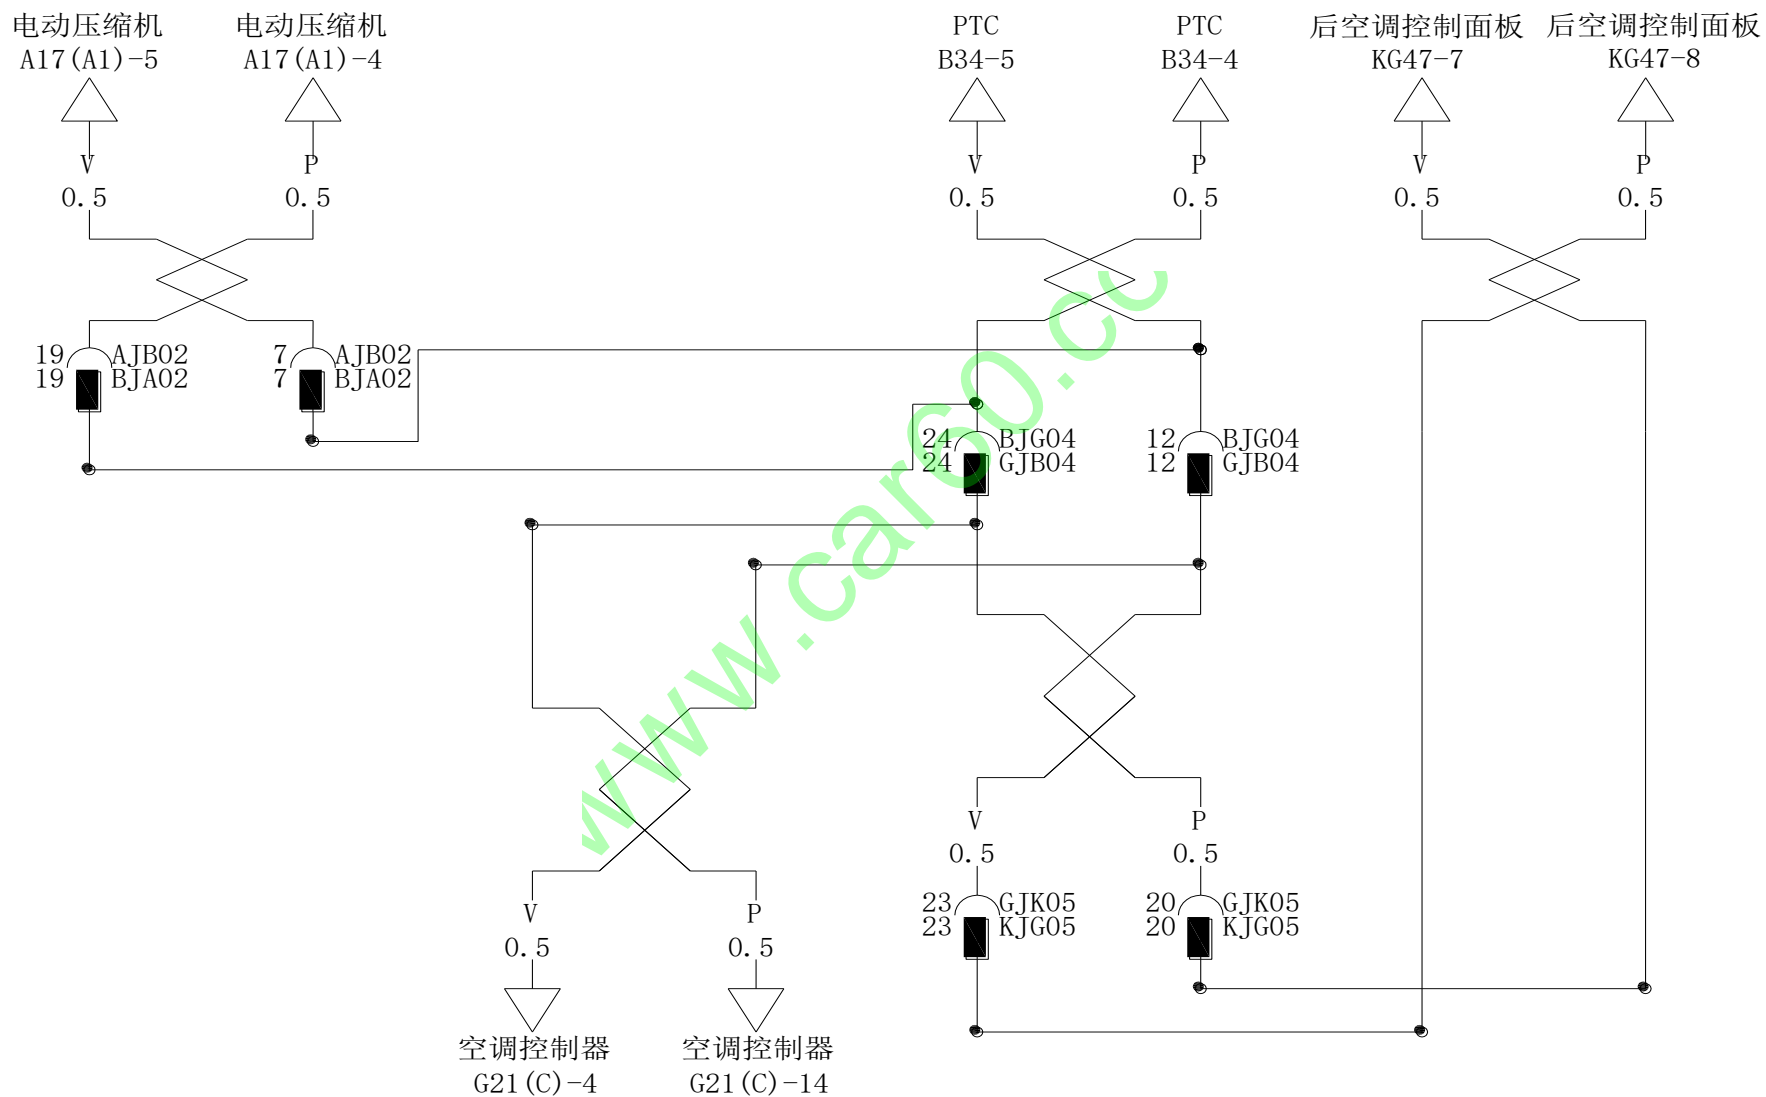 电动压缩机 电动压缩机 PTC PTC 后空调控制面板 后空调控制面板
A17(A1)-5 A17(A1)-4 B34-5 B34-4 KG47-7 KG47-8
V P V P V P
0.5 0.5 0.5 0.5 0.5 0.5
19 AJB02 7 AJB02
19 BJA02 7 BJA02
24 BJG04 12 BJG04
24 GJB04 12 GJB04
V P
0.5 0.5
23 GJK05 20 GJK05
23 KJG05 20 KJG05
V P
0.5 0.5
空调控制器 空调控制器
G21(C)-4 G21(C)-14
www.car60.cc